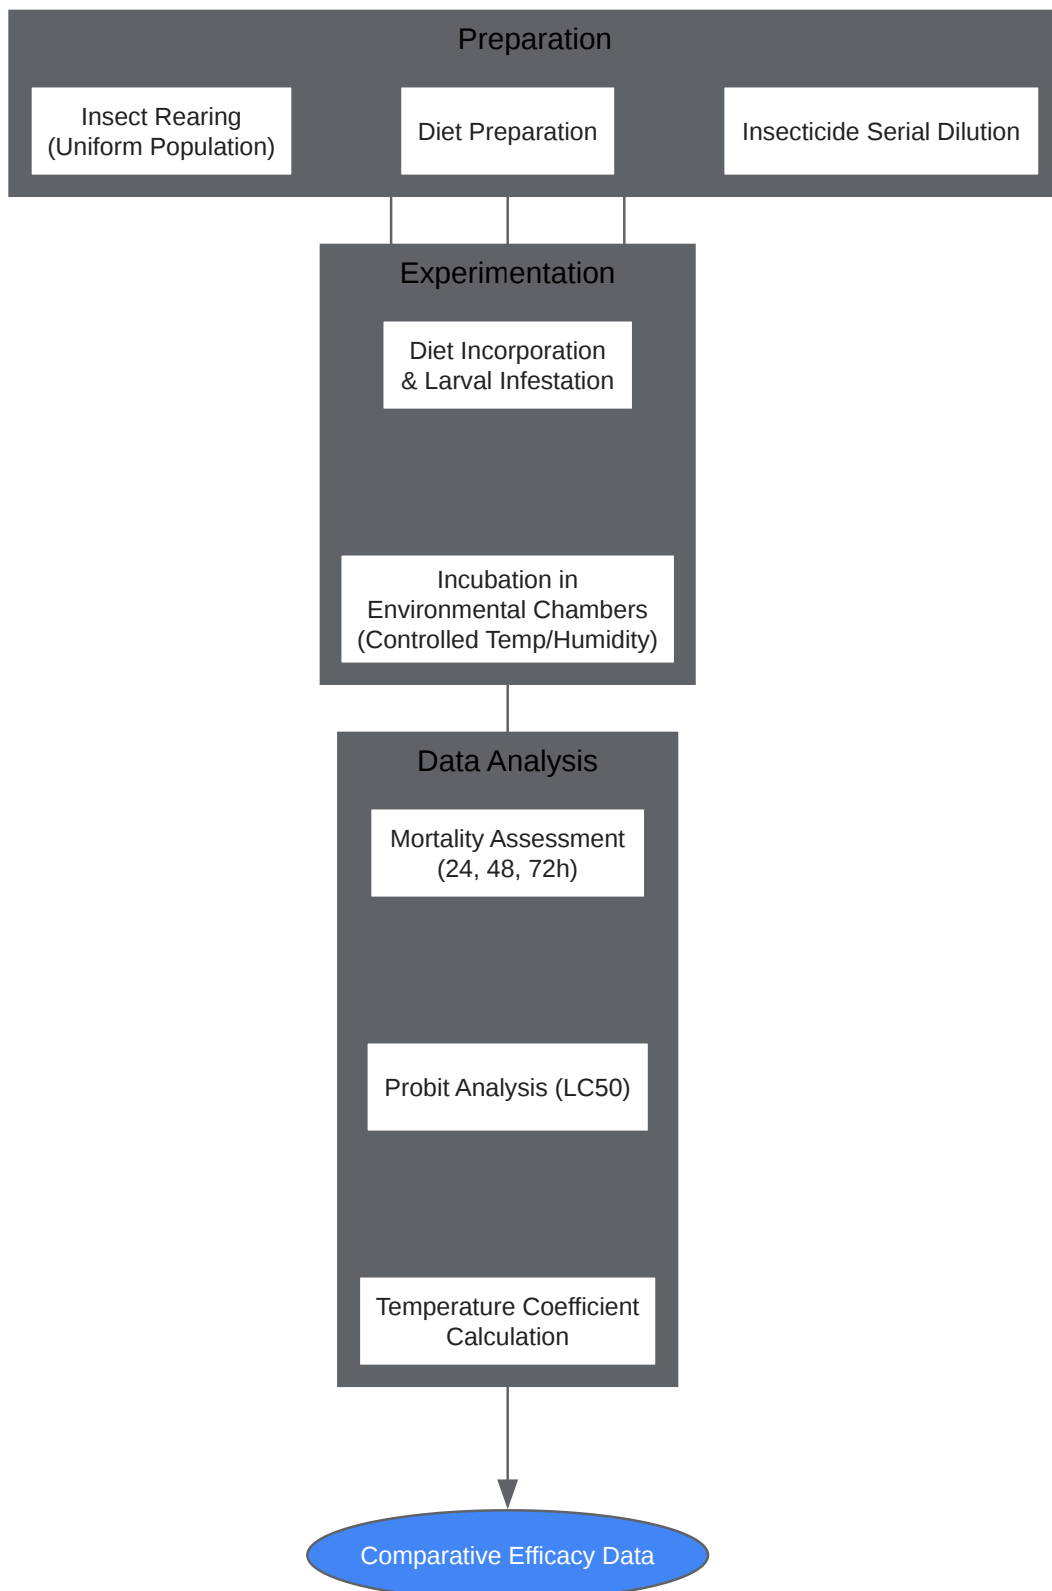 Preparation
Insect Rearing
(Uniform Population)
Diet Preparation
Insecticide Serial Dilution
Experimentation
Diet Incorporation
& Larval Infestation
Incubation in
Environmental Chambers
(Controlled Temp/Humidity)
Data Analysis
Mortality Assessment
(24, 48, 72h)
Probit Analysis (LC50)
Temperature Coefficient
Calculation
Comparative Efficacy Data